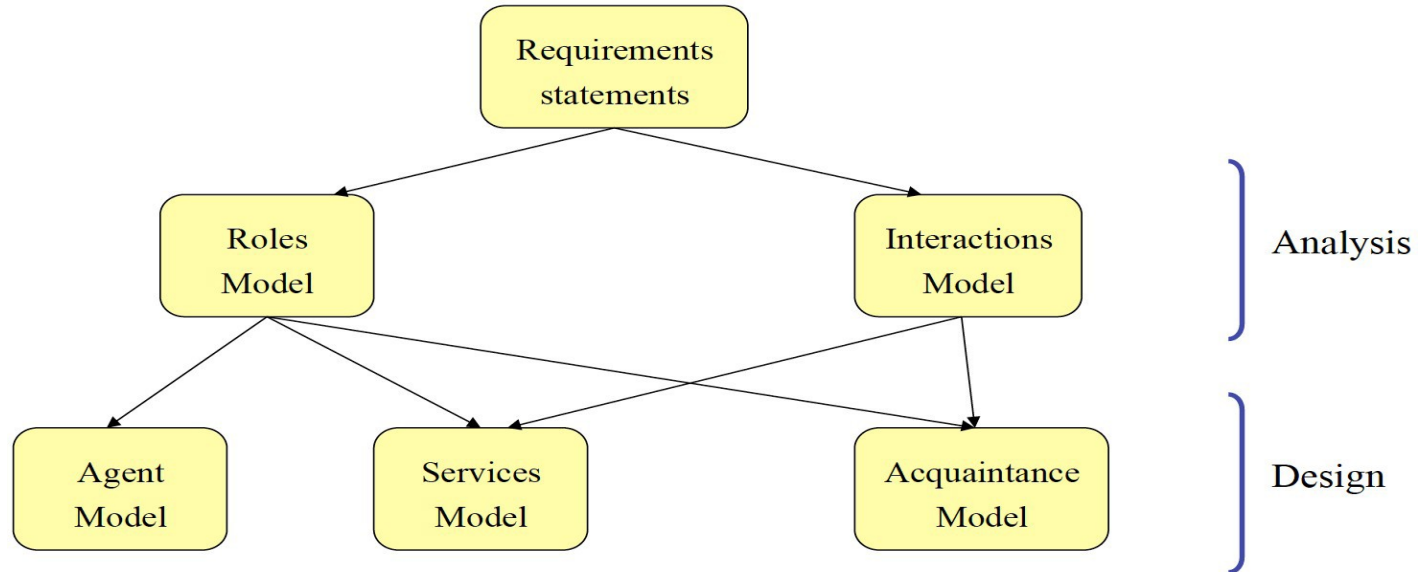 Requirements
statements
Roles
Model
Interactions
Model
Analysis
Agent
Model
Services
Model
Acquaintance
Model
Design